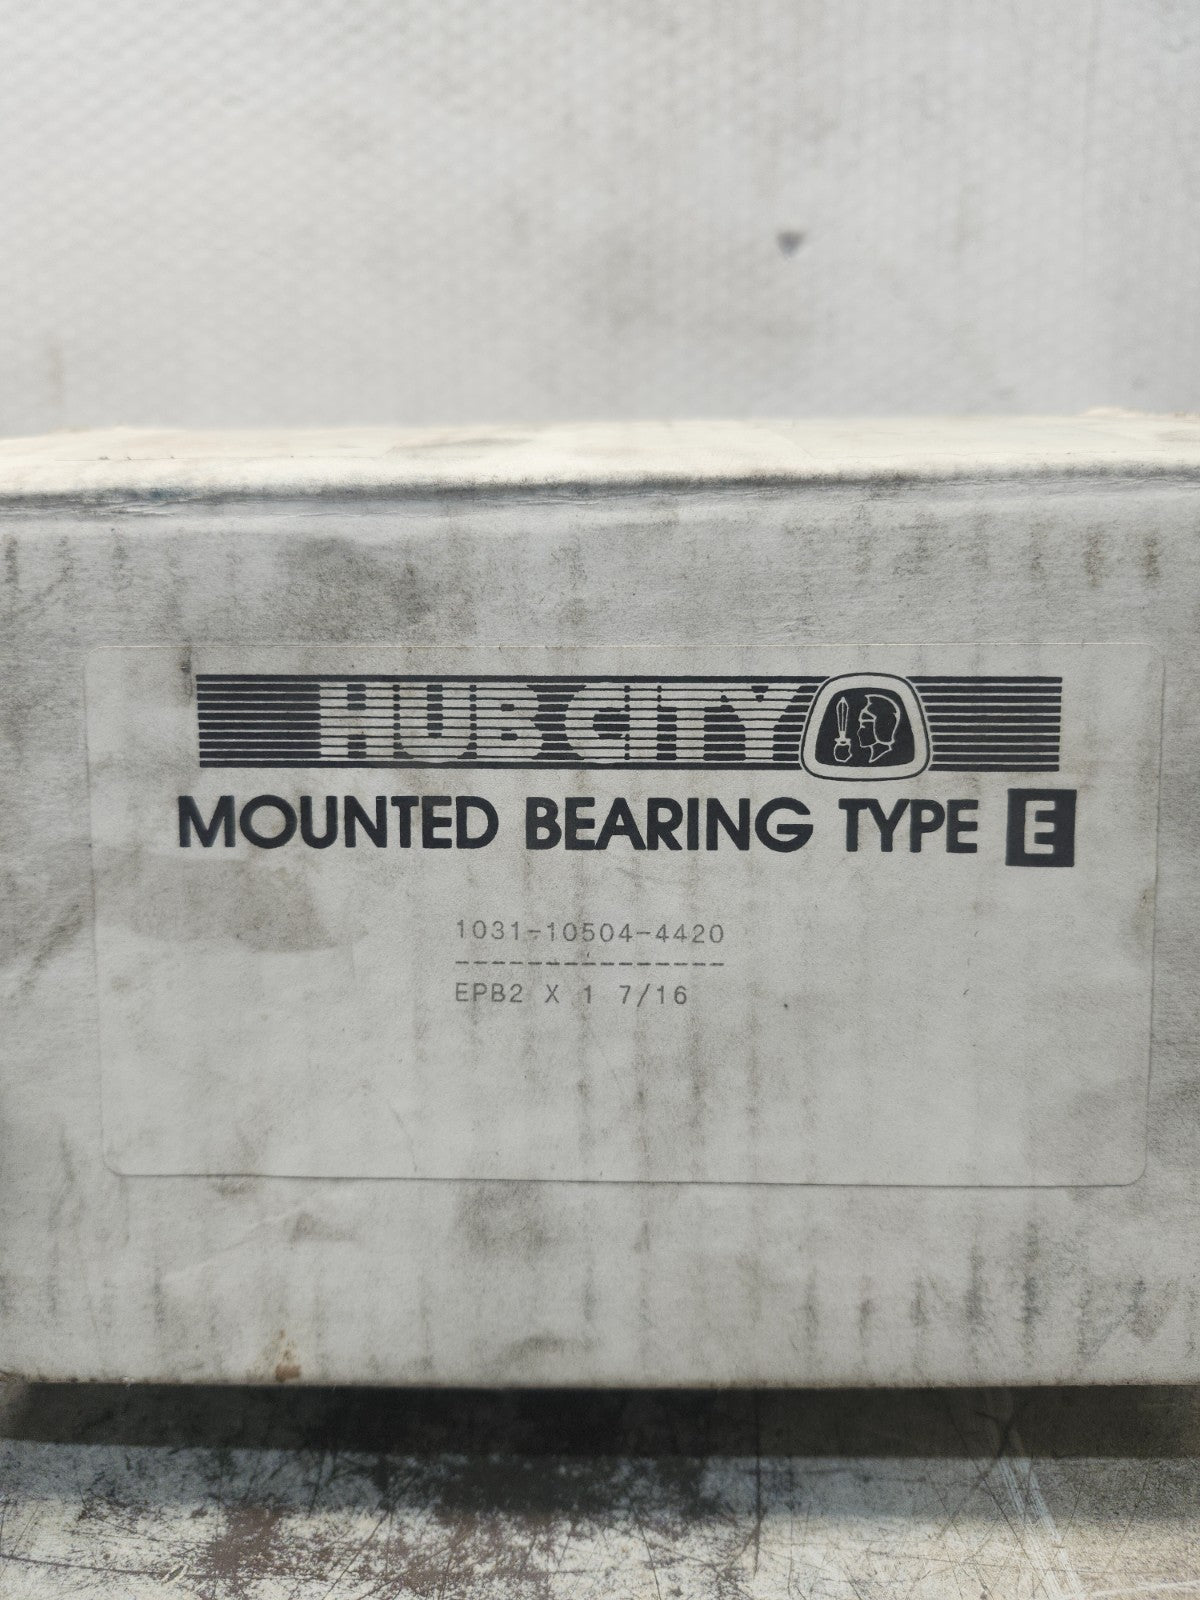 HUB CITY
MOUNTED BEARING TYPE E
1031-10504-4420
---------------
EPB2 X 1 7/16